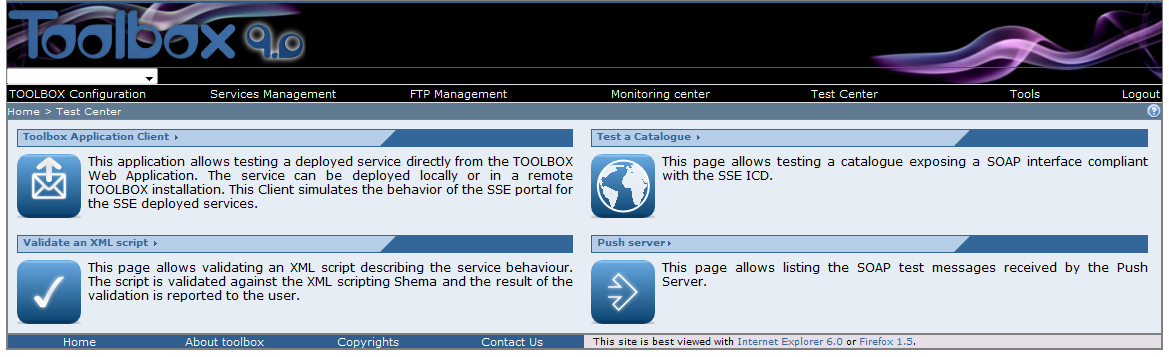 Toolbox 9.0
TOOLBOX Configuration Services Management FTP Management Monitoring center Test Center Tools Logout
Home > Test Center
Toolbox Application Client
This application allows testing a deployed service directly from the TOOLBOX
Web Application. The service can be deployed locally or in a remote
TOOLBOX installation. This Client simulates the behavior of the SSE portal for
the SSE deployed services.
Test a Catalogue
This page allows testing a catalogue exposing a SOAP interface compliant
with the SSE ICD.
Validate an XML script
This page allows validating an XML script describing the service behaviour.
The script is validated against the XML scripting Shema and the result of the
validation is reported to the user.
Push server
This page allows listing the SOAP test messages received by the Push
Server.
Home About toolbox Copyrights Contact Us This site is best viewed with Internet Explorer 6.0 or Firefox 1.5.